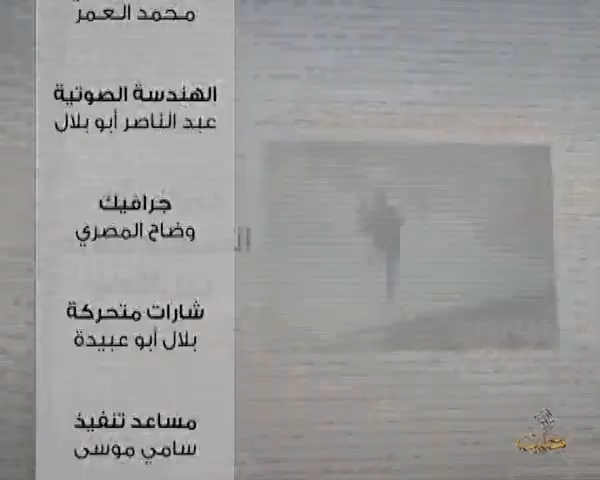 محمد العمر
الهندسة الصوتية
عبد الناصر أبو بلال
جرافيك
وضاح المصري
شارات متحركة
بلال أبو عبيدة
مساعد تنفيذ
سامي موسى